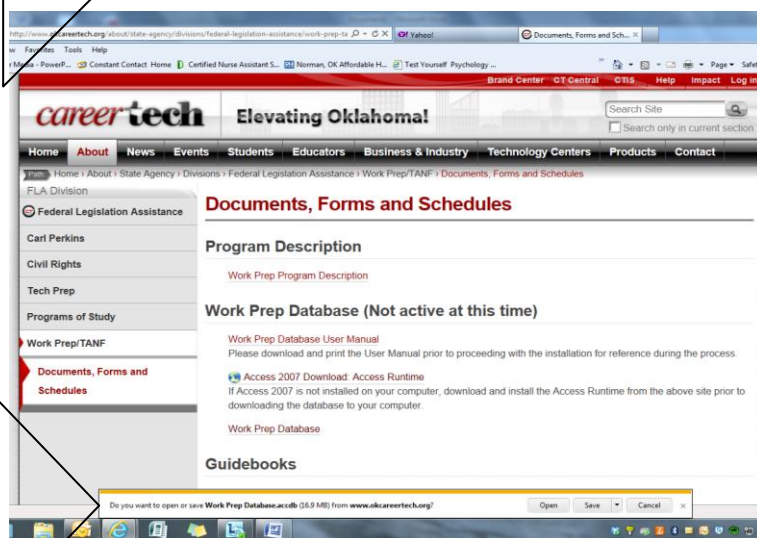 http://www.okcareertech.org/about/state-agency/divisions/federal-legislation-assistance/work-prep-ta
Yahoo!
Documents, Forms and Sch...
Favorites Tools Help
Media - PowerP... Constant Contact Home Certified Nurse Assistant S... Norman, OK Affordable H... Test Yourself Psychology ...
Page Safet
Brand Center CT Central CTIS Help Impact Log in
careertech Elevating Oklahoma!
Search Site
Search only in current section
Home About News Events Students Educators Business & Industry Technology Centers Products Contact
Path: Home › About › State Agency › Divisions › Federal Legislation Assistance › Work Prep/TANF › Documents, Forms and Schedules
FLA Division
Federal Legislation Assistance
Carl Perkins
Civil Rights
Tech Prep
Programs of Study
Work Prep/TANF
Documents, Forms and
Schedules
Documents, Forms and Schedules
Program Description
Work Prep Program Description
Work Prep Database (Not active at this time)
Work Prep Database User Manual
Please download and print the User Manual prior to proceeding with the installation for reference during the process.
Access 2007 Download: Access Runtime
If Access 2007 is not installed on your computer, download and install the Access Runtime from the above site prior to
downloading the database to your computer.
Work Prep Database
Guidebooks
Do you want to open or save Work Prep Database.accdb (16.9 MB) from www.okcareertech.org?
Open Save Cancel